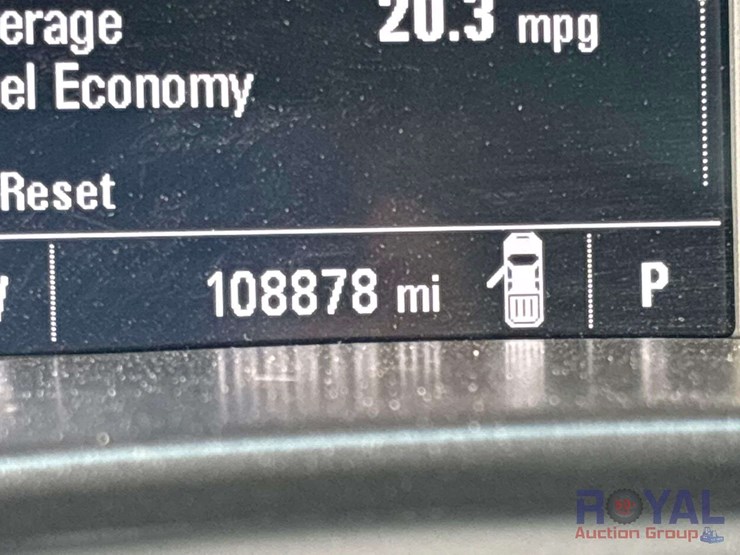 erage 20.3 mpg
el Economy
Reset
108878 mi P
ROYAL
Auction Group